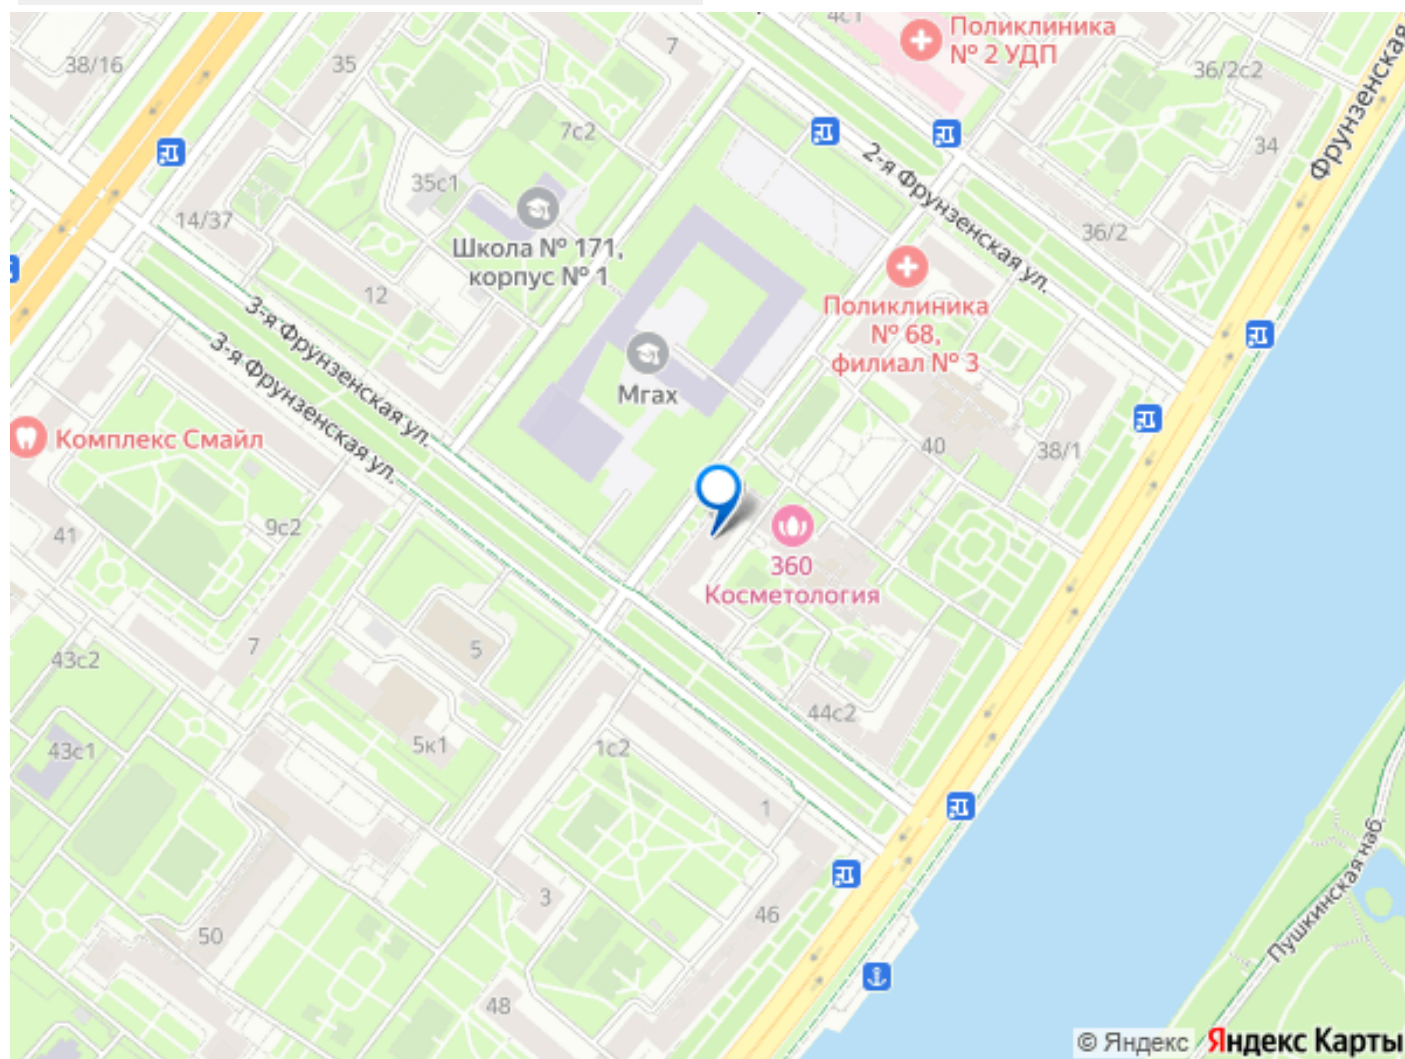 4с1
Поликлиника
№ 2 УДП
7
38/16
35
36/2с2
Фрунзенская
7с2
34
2-я Фрунзенская ул.
35с1
14/37
Школа № 171,
корпус № 1
36/2
12
Поликлиника
№ 68,
филиал № 3
3-я Фрунзенская ул.
3-я Фрунзенская ул.
Мгах
Комплекс Смайл
40
38/1
9с2
41
360
Косметология
5
7
43с2
44с2
5к1
1с2
43с1
1
3
46
50
48
Пушкинская наб.
© Яндекс Яндекс Карты